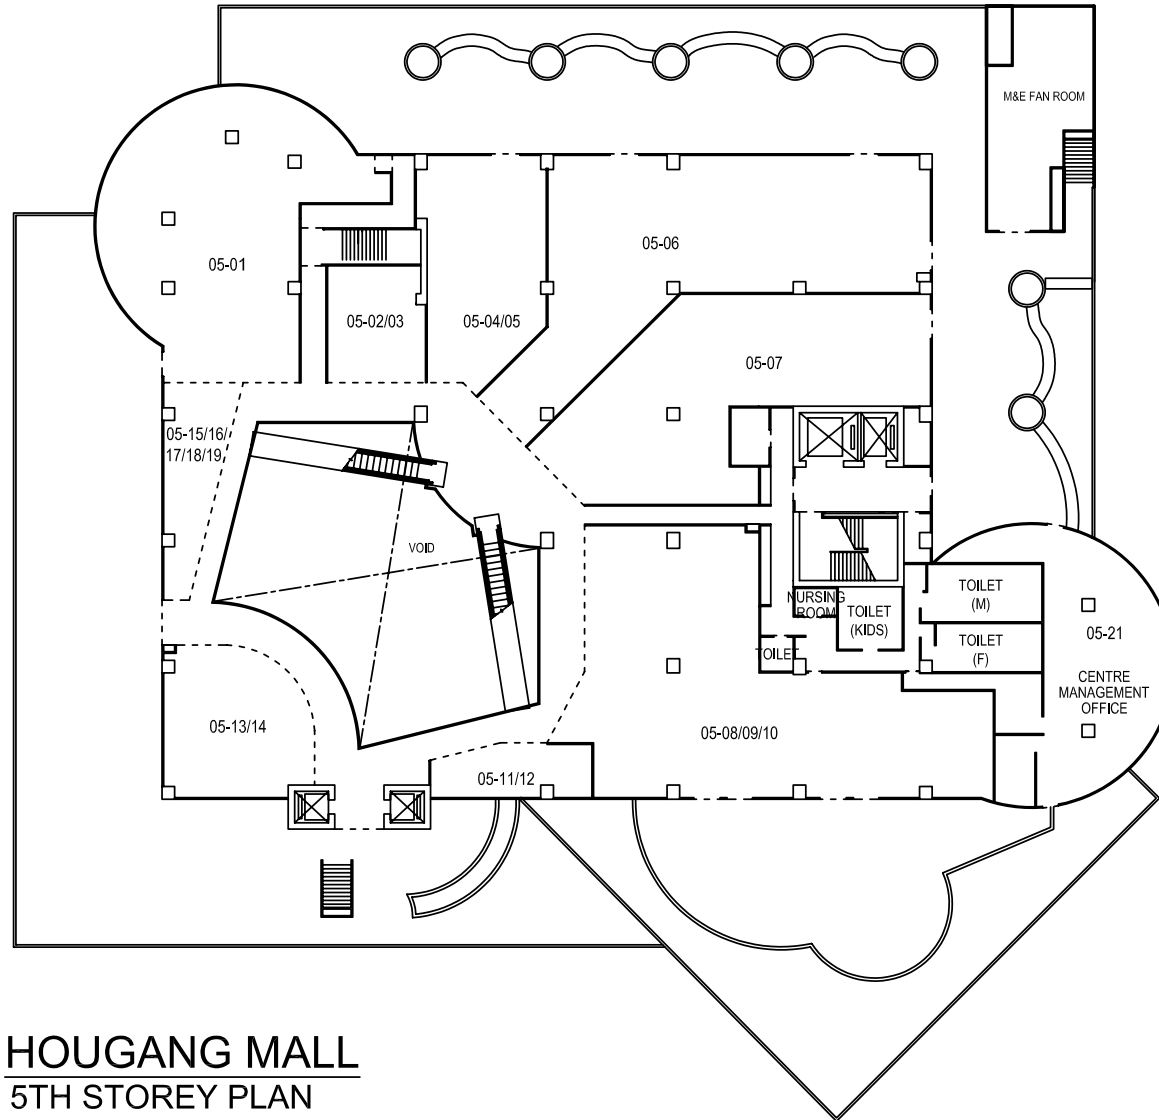 M&E FAN ROOM
05-06
05-01
05-02/03
05-04/05
05-07
05-15/16/
17/18/19
VOID
NURSING
ROOM
TOILET
(KIDS)
TOILET
(M)
TOILET
(F)
05-21
TOILET
CENTRE
MANAGEMENT
OFFICE
05-13/14
05-08/09/10
05-11/12
HOUGANG MALL
5TH STOREY PLAN